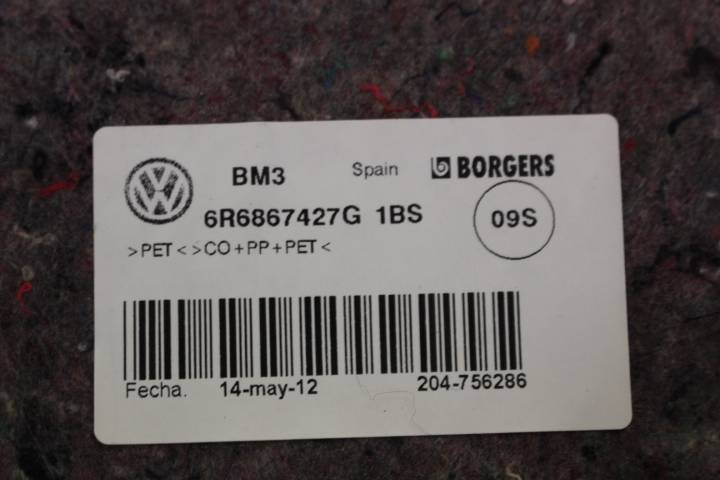 BM3 Spain BORGERS
6R6867427G 1BS 09S
>PET<>CO+PP+PET<
Fecha. 14-may-12 204-756286